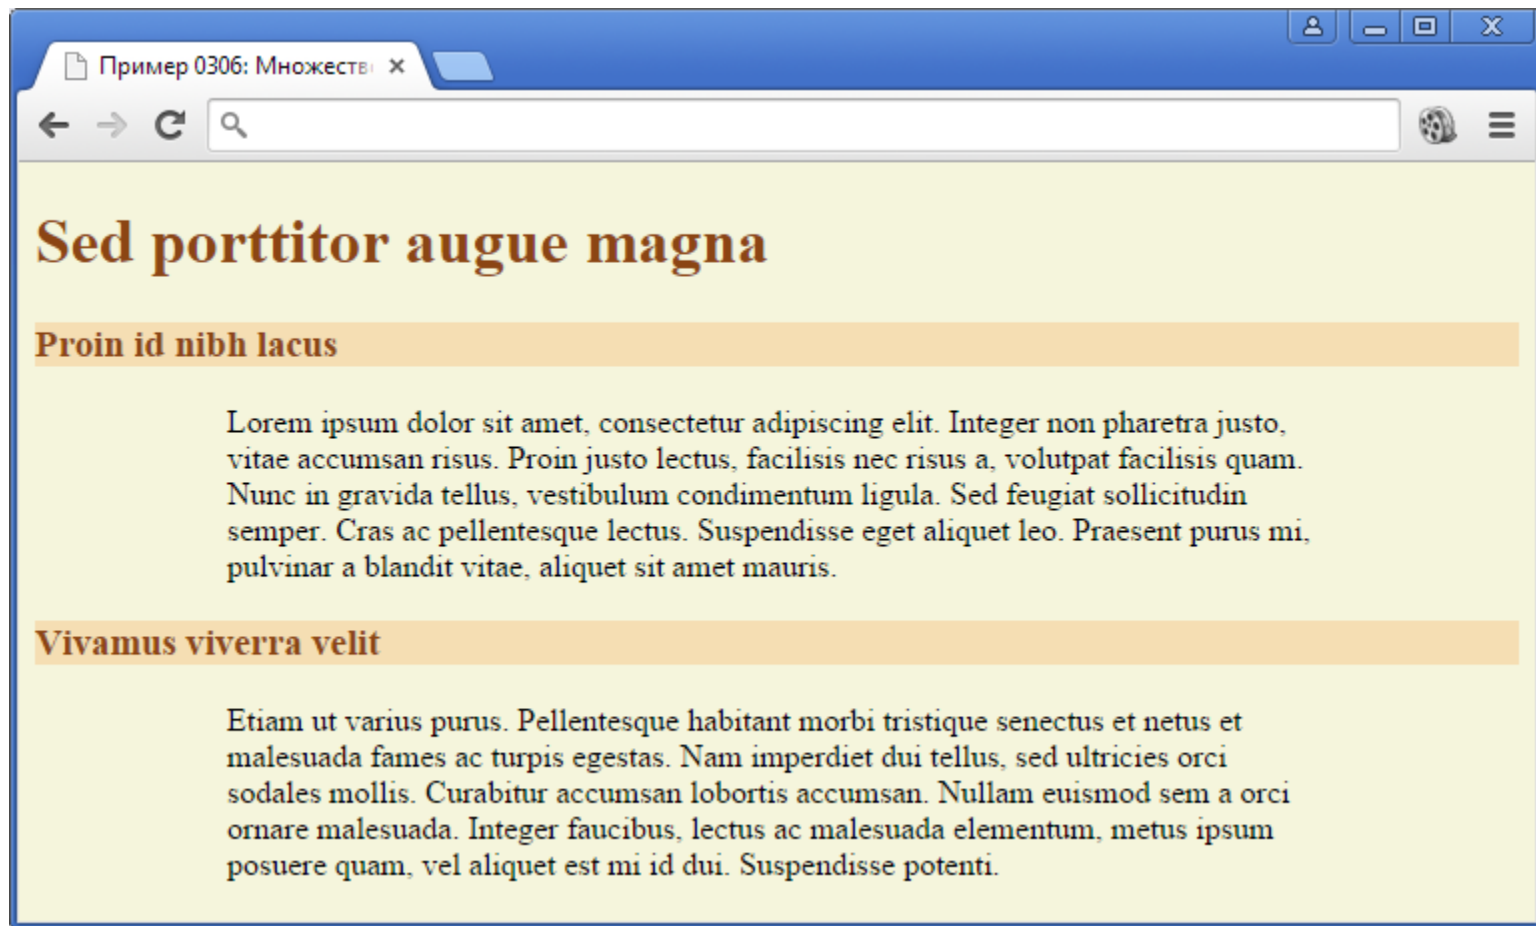 Пример 0306: Множеств
Sed porttitor augue magna
Proin id nibh lacus
Lorem ipsum dolor sit amet, consectetur adipiscing elit. Integer non pharetra justo,
vitae accumsan risus. Proin justo lectus, facilisis nec risus a, volutpat facilisis quam.
Nunc in gravida tellus, vestibulum condimentum ligula. Sed feugiat sollicitudin
semper. Cras ac pellentesque lectus. Suspendisse eget aliquet leo. Praesent purus mi,
pulvinar a blandit vitae, aliquet sit amet mauris.
Vivamus viverra velit
Etiam ut varius purus. Pellentesque habitant morbi tristique senectus et netus et
malesuada fames ac turpis egestas. Nam imperdiet dui tellus, sed ultricies orci
sodales mollis. Curabitur accumsan lobortis accumsan. Nullam euismod sem a orci
ornare malesuada. Integer faucibus, lectus ac malesuada elementum, metus ipsum
posuere quam, vel aliquet est mi id dui. Suspendisse potenti.